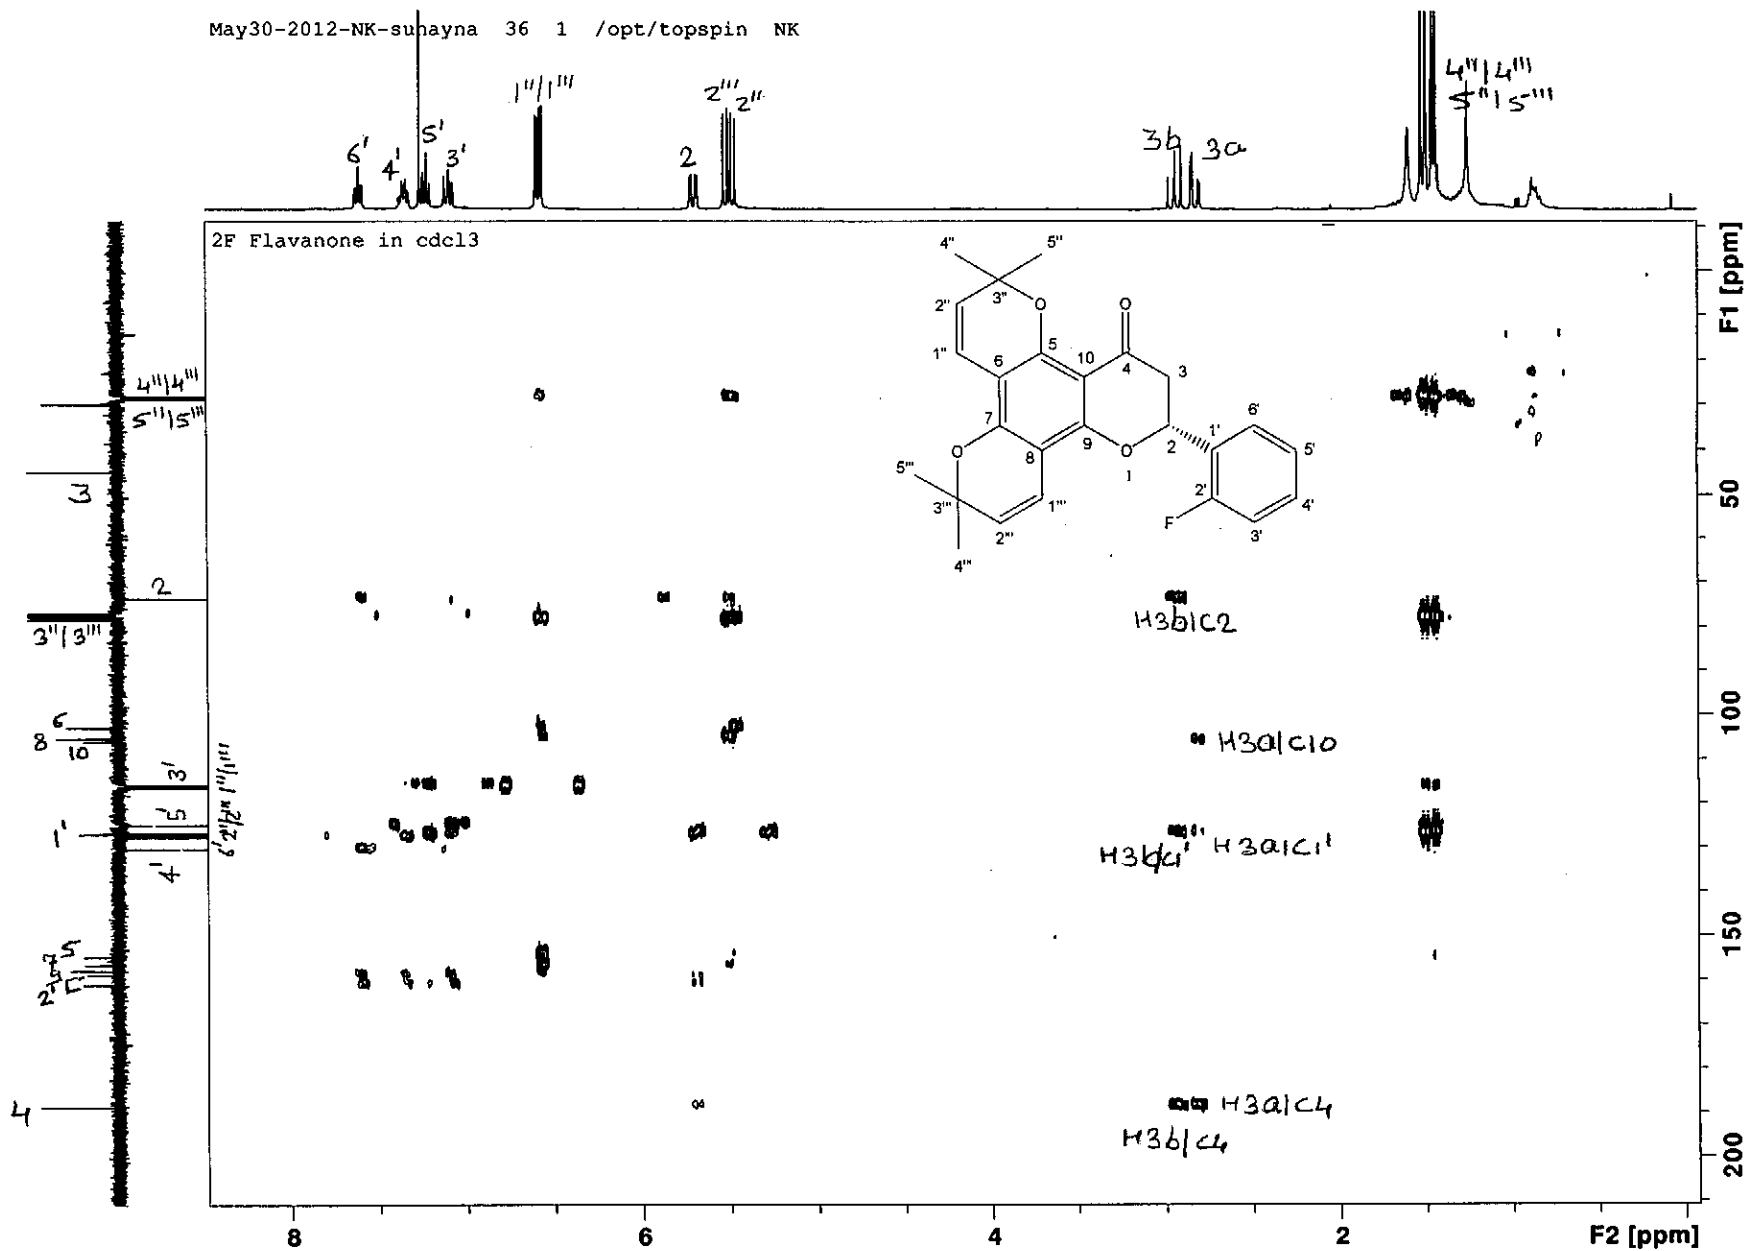 May30-2012-NK-suhayna 36 1 /opt/topspin NK
6' 4' 5' 3' 1"/1''' 2 2''' 2" 3b 3a 4"/4'''
5"/5'''
2F Flavanone in cdcl3
4" 5"
3"
2" O O
1" 5 10 4 3
6
7 9 2 1' 6' 5'
O 8 O
5''' 1
3''' 1''' 2' 4'
2''' F 3'
4'''
4"/4'''
5"/5'''
3
2
3"/3'''
6
8
10
3'
5'
1'
4'
6' 2'''/2" 1"/1'''
5
7
9
2'
4
H3b/C2
H3a/C10
H3b/C1' H3a/C1'
H3a/C4
H3b/C4
F1 [ppm]
50
100
150
200
8 6 4 2 F2 [ppm]